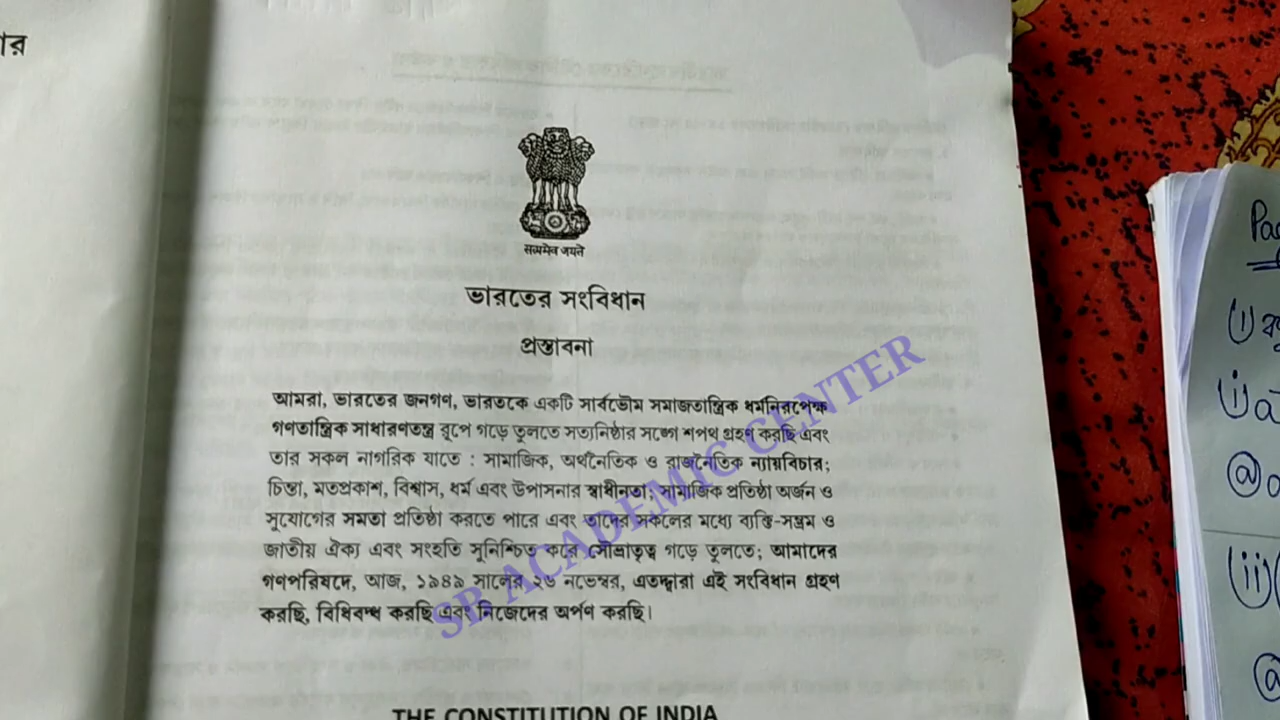 সত্যমেব জয়তে
ভারতের সংবিধান
প্রস্তাবনা
আমরা, ভারতের জনগণ, ভারতকে একটি সার্বভৌম সমাজতান্ত্রিক ধর্মনিরপেক্ষ
গণতান্ত্রিক সাধারণতন্ত্র রূপে গড়ে তুলতে সত্যনিষ্ঠার সঙ্গে শপথ গ্রহণ করছি এবং
তার সকল নাগরিক যাতে : সামাজিক, অর্থনৈতিক ও রাজনৈতিক ন্যায়বিচার;
চিন্তা, মতপ্রকাশ, বিশ্বাস, ধর্ম এবং উপাসনার স্বাধীনতা; সামাজিক প্রতিষ্ঠা অর্জন ও
সুযোগের সমতা প্রতিষ্ঠা করতে পারে এবং তাদের সকলের মধ্যে ব্যক্তি-সম্ভ্রম ও
জাতীয় ঐক্য এবং সংহতি সুনিশ্চিত করে সৌভ্রাতৃত্ব গড়ে তুলতে; আমাদের
গণপরিষদে, আজ, ১৯৪৯ সালের ২৬ নভেম্বর, এতদ্দ্বারা এই সংবিধান গ্রহণ
করছি, বিধিবদ্ধ করছি এবং নিজেদের অর্পণ করছি।
THE CONSTITUTION OF INDIA
SR ACADEMIC CENTER
(i)
(ii)